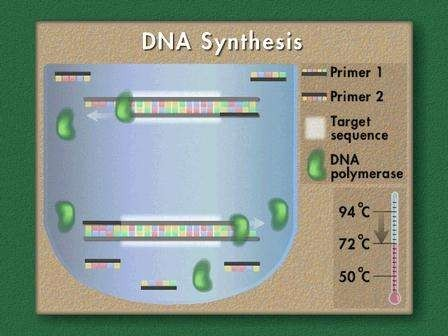 DNA Synthesis
Primer 1
Primer 2
Target
sequence
DNA
polymerase
94°C
72°C
50°C